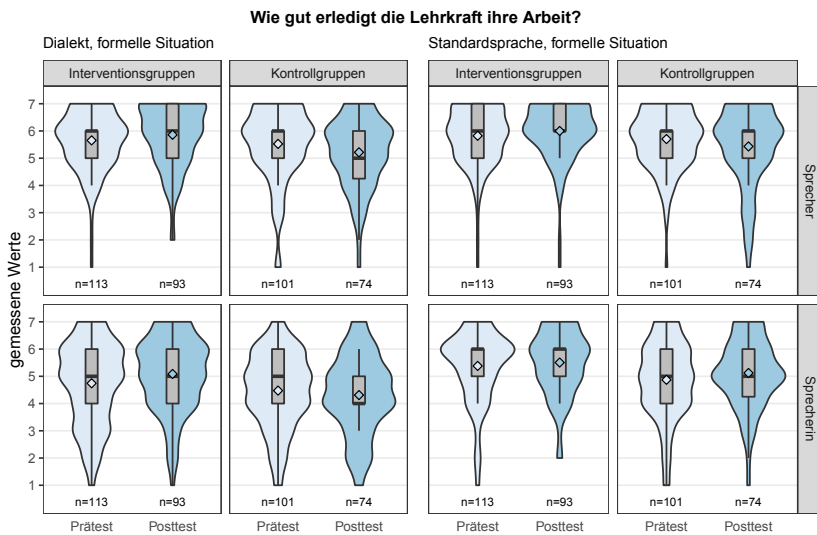 Wie gut erledigt die Lehrkraft ihre Arbeit?
Dialekt, formelle Situation
Standardsprache, formelle Situation
Interventionsgruppen
Kontrollgruppen
Interventionsgruppen
Kontrollgruppen
gemessene Werte
7
6
5
4
3
2
1
n=113
n=93
n=101
n=74
n=113
n=93
n=101
n=74
Sprecher
7
6
5
4
3
2
1
n=113
n=93
n=101
n=74
n=113
n=93
n=101
n=74
Sprecherin
Prätest
Posttest
Prätest
Posttest
Prätest
Posttest
Prätest
Posttest